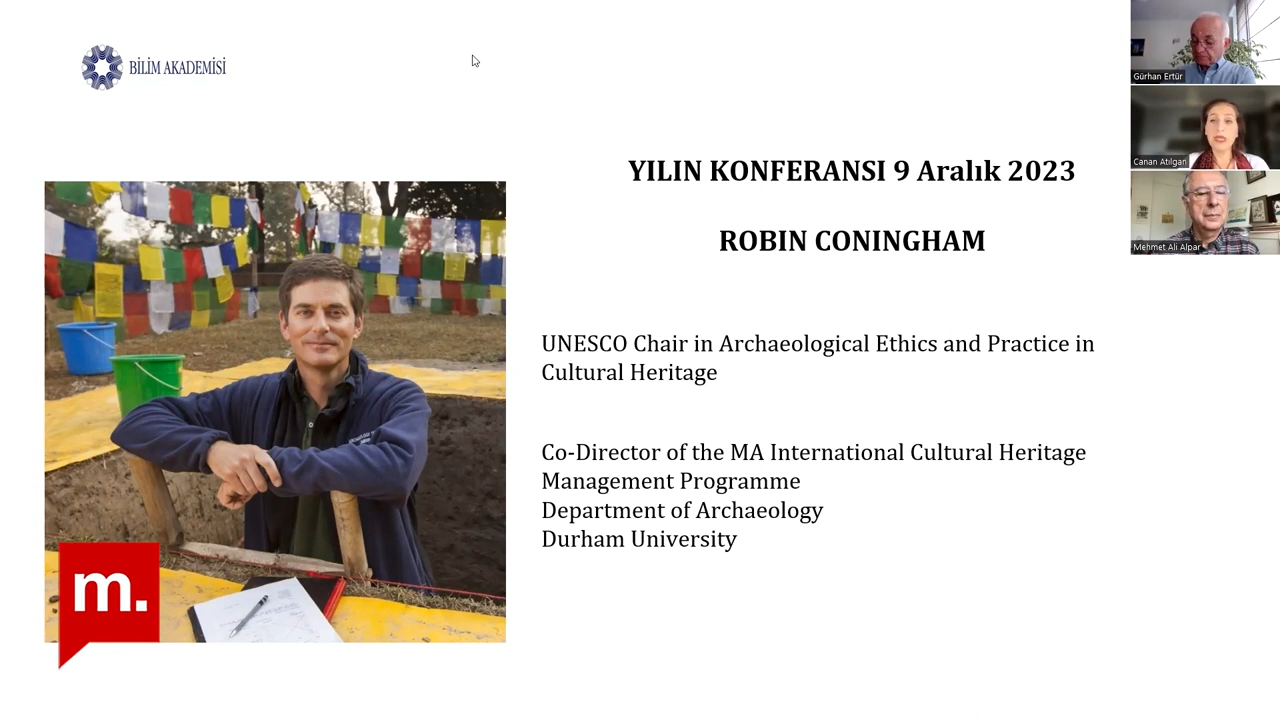 BİLİM AKADEMİSİ
YILIN KONFERANSI 9 Aralık 2023
ROBIN CONINGHAM
UNESCO Chair in Archaeological Ethics and Practice in
Cultural Heritage
Co-Director of the MA International Cultural Heritage
Management Programme
Department of Archaeology
Durham University
m.
Gürhan Ertür
Canan Atılgan
Mehmet Ali Alpar